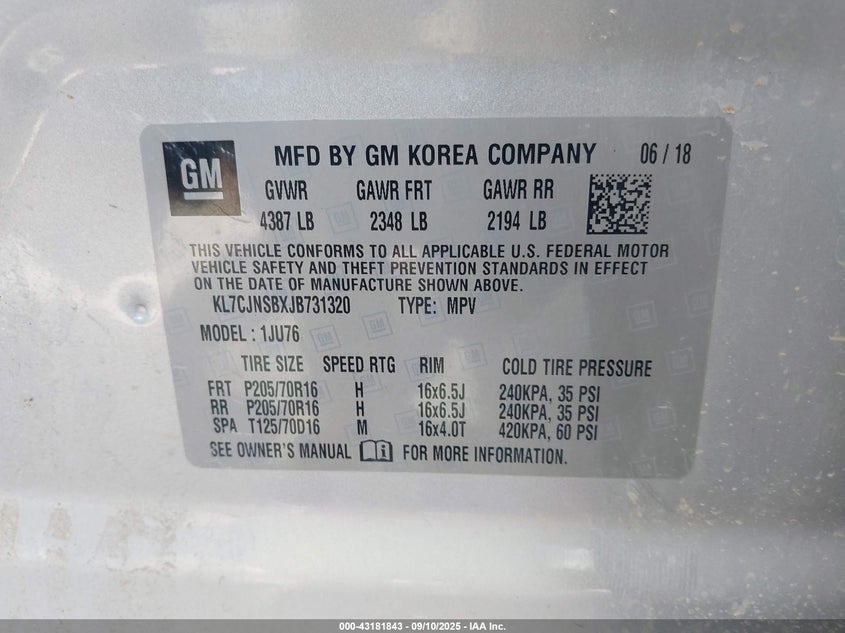 GM MFD BY GM KOREA COMPANY 06 / 18
GVWR GAWR FRT GAWR RR
4387 LB 2348 LB 2194 LB
THIS VEHICLE CONFORMS TO ALL APPLICABLE U.S. FEDERAL MOTOR
VEHICLE SAFETY AND THEFT PREVENTION STANDARDS IN EFFECT
ON THE DATE OF MANUFACTURE SHOWN ABOVE.
KL7CJNSBXJB731320 TYPE: MPV
MODEL : 1JU76
TIRE SIZE SPEED RTG RIM COLD TIRE PRESSURE
FRT P205/70R16 H 16x6.5J 240KPA, 35 PSI
RR P205/70R16 H 16x6.5J 240KPA, 35 PSI
SPA T125/70D16 M 16x4.0T 420KPA, 60 PSI
SEE OWNER'S MANUAL FOR MORE INFORMATION.
000-43181843 - 09/10/2025 - IAA Inc.